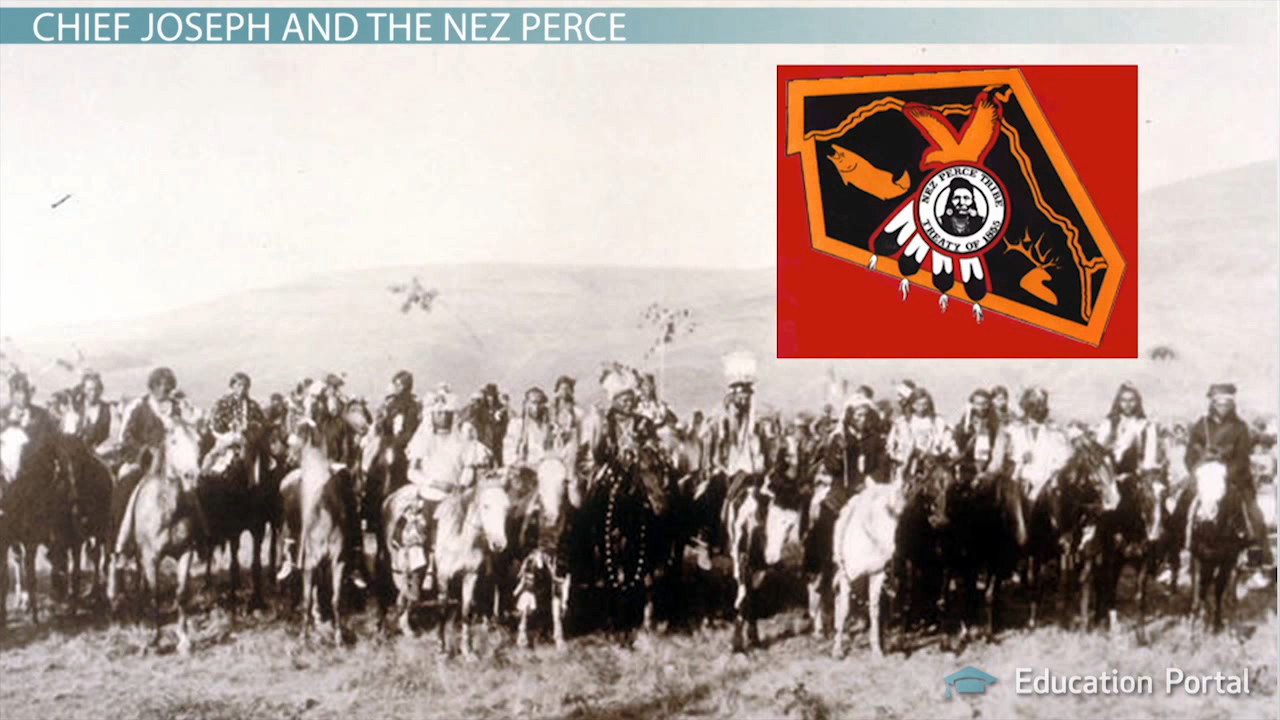 CHIEF JOSEPH AND THE NEZ PERCE
NEZ PERCE TRIBE
TREATY OF 1855
Education Portal